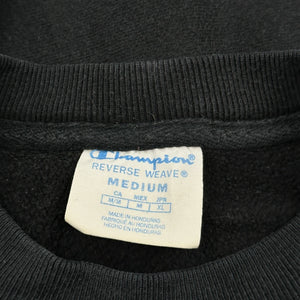 Champion
REVERSE WEAVE®
MEDIUM
CA MEX JPN
M/M M XL
MADE IN HONDURAS
FABRIQUÉ AU HONDURAS
HECHO EN HONDURAS